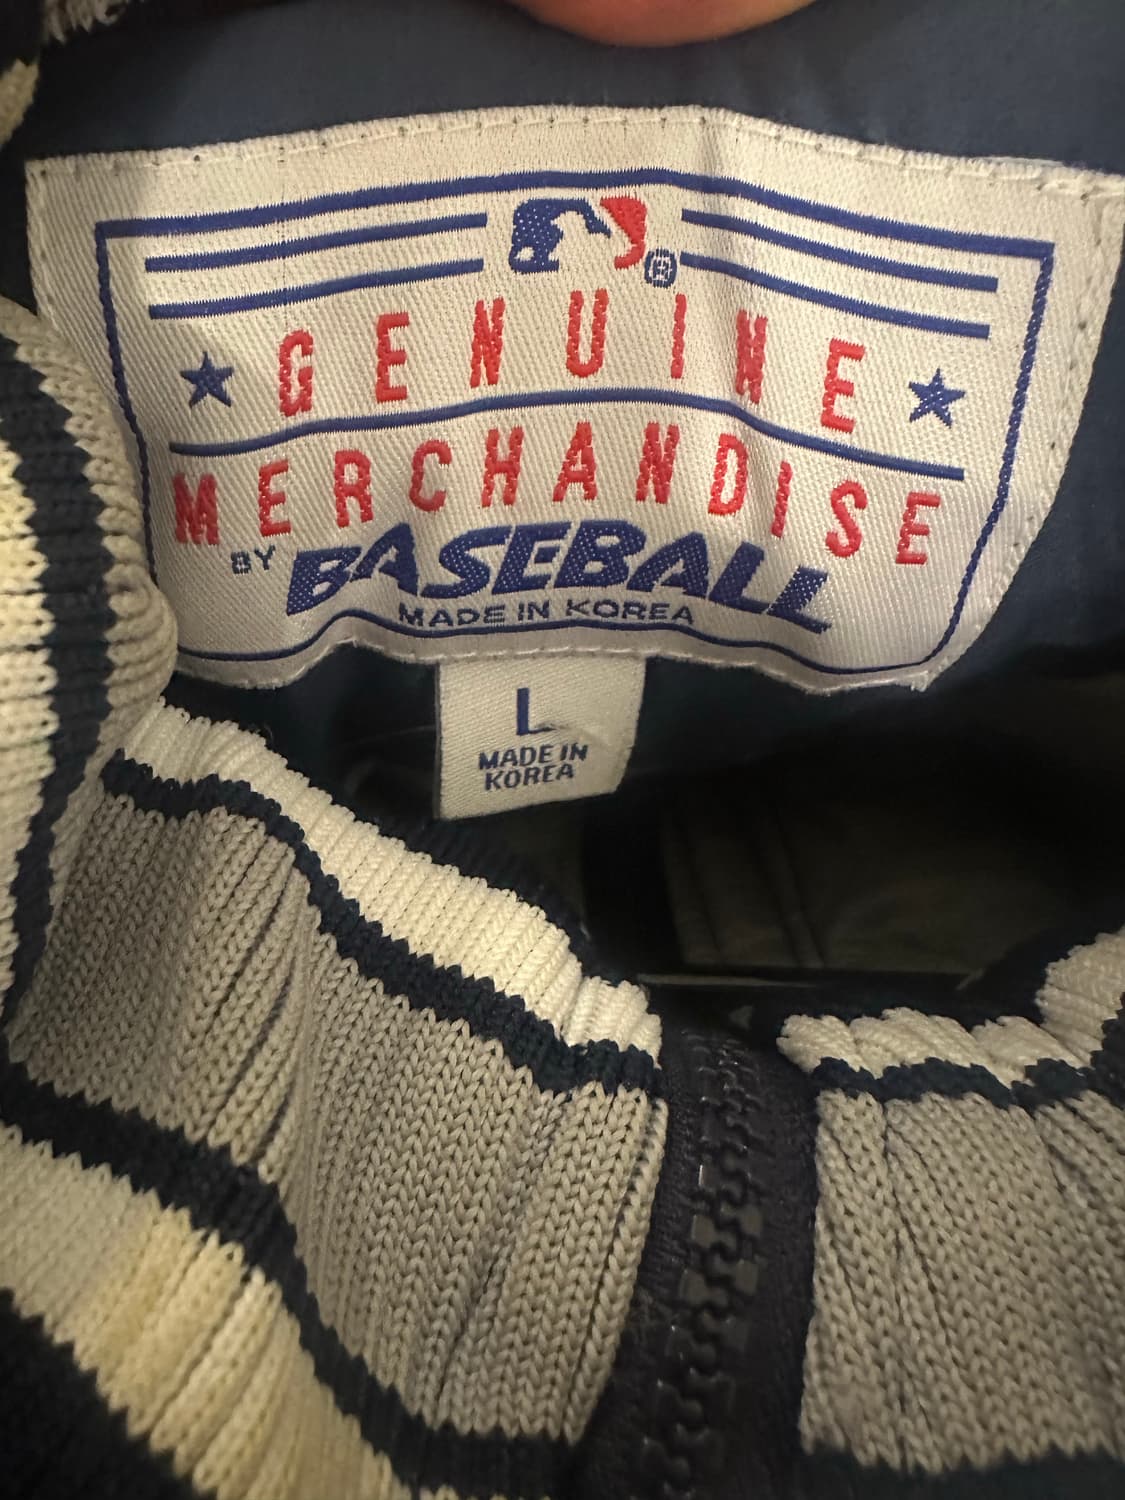 GENUINE
MERCHANDISE
BY BASEBALL
MADE IN KOREA
L
MADE IN
KOREA